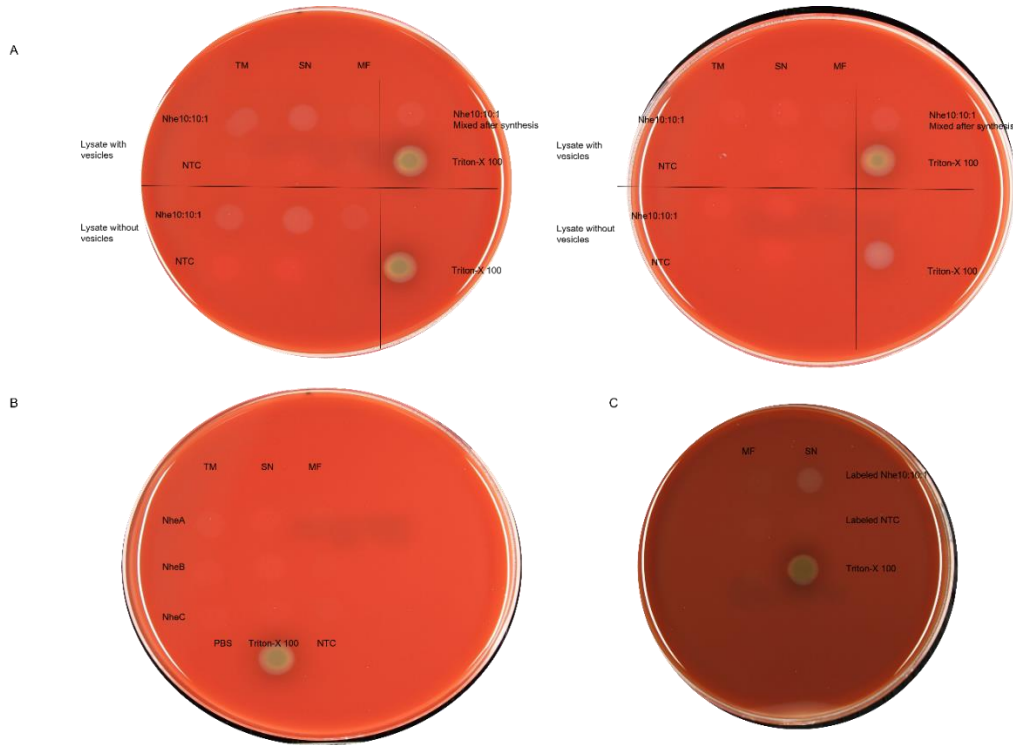 A
TM SN MF
Nhe10:10:1
Nhe10:10:1
Mixed after synthesis
Lysate with
vesicles
NTC
Triton-X 100
Nhe10:10:1
Lysate without
vesicles
NTC
Triton-X 100
TM SN MF
Nhe10:10:1
Nhe10:10:1
Mixed after synthesis
Lysate with
vesicles
NTC
Triton-X 100
Nhe10:10:1
Lysate without
vesicles
NTC
Triton-X 100
B
TM SN MF
NheA
NheB
NheC
PBS Triton-X 100 NTC
C
MF SN
Labeled Nhe10:10:1
Labeled NTC
Triton-X 100